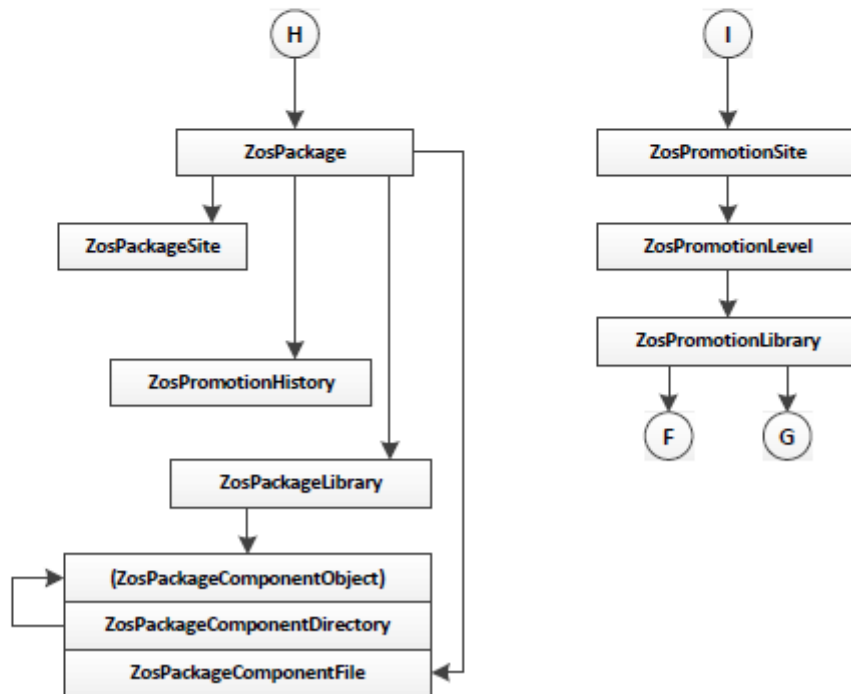 H
I
ZosPackage
ZosPromotionSite
ZosPackageSite
ZosPromotionLevel
ZosPromotionLibrary
ZosPromotionHistory
F
G
ZosPackageLibrary
(ZosPackageComponentObject)
ZosPackageComponentDirectory
ZosPackageComponentFile